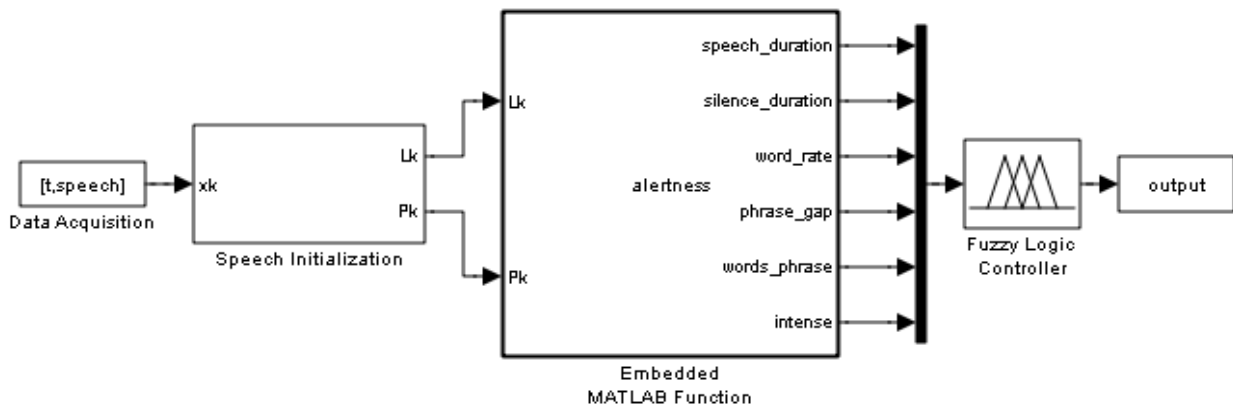 [t,speech]
Data Acquisition
xk
Lk
Pk
Speech Initialization
Lk
Pk
alertness
speech_duration
silence_duration
word_rate
phrase_gap
words_phrase
intense
Embedded
MATLAB Function
Fuzzy Logic
Controller
output